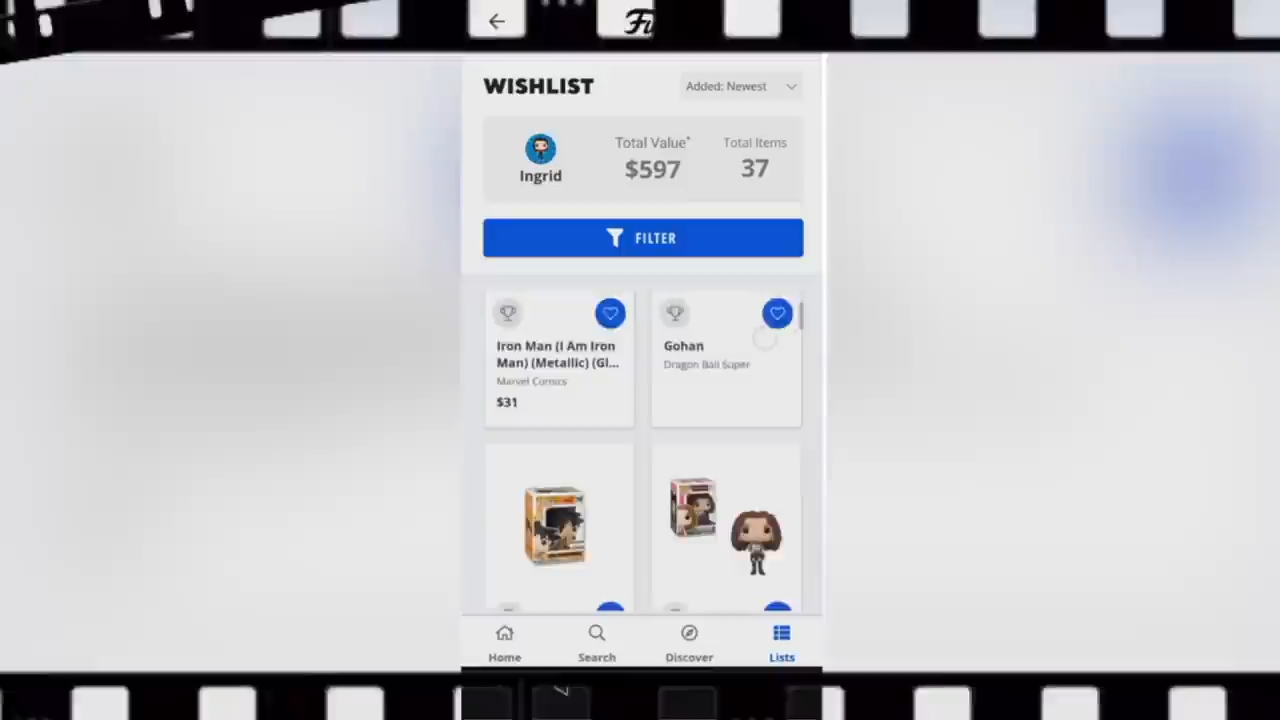 WISHLIST
Added: Newest
Total Value*
Total Items
$597
37
Ingrid
FILTER
Iron Man (I Am Iron
Man) (Metallic) (Gl...
Marvel Comics
$31
Gohan
Dragon Ball Super
Home
Search
Discover
Lists